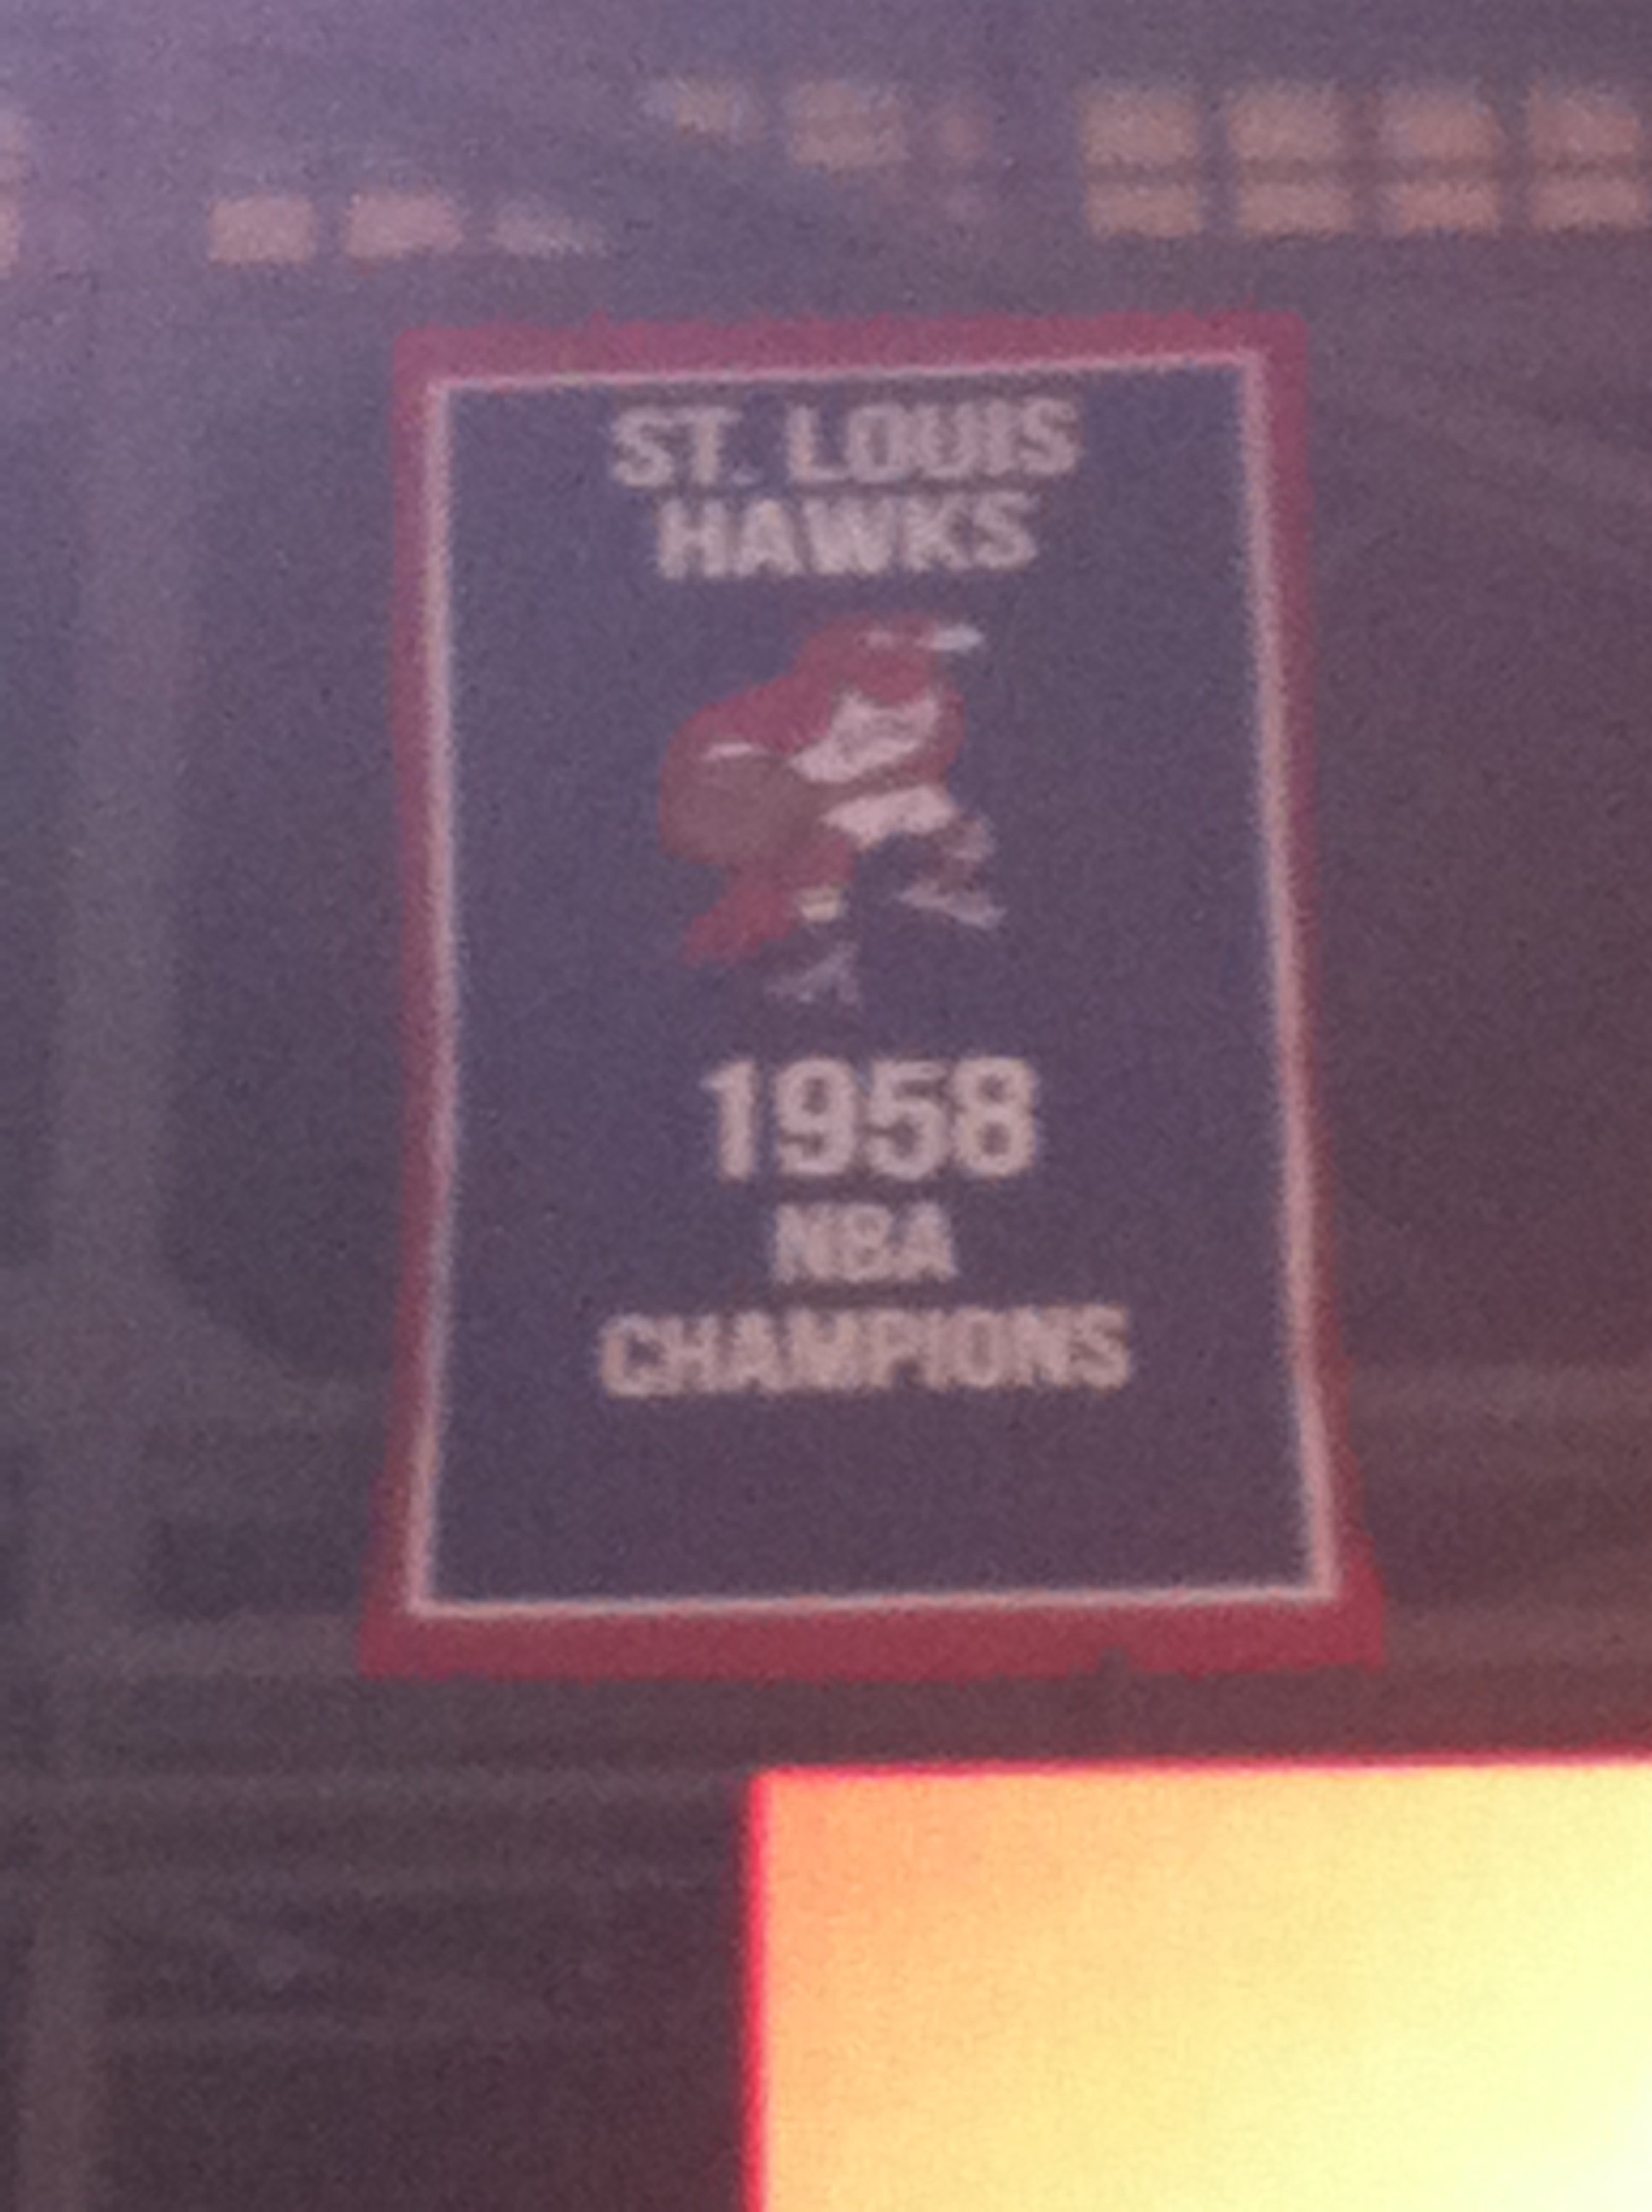 ST. LOUIS
HAWKS
1958
NBA
CHAMPIONS